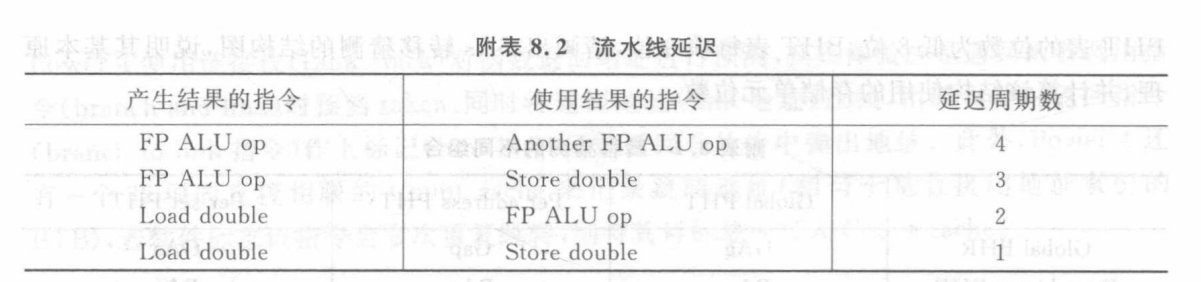 附表8.2 流水线延迟
产生结果的指令 使用结果的指令 延迟周期数
FP ALU op Another FP ALU op 4
FP ALU op Store double 3
Load double FP ALU op 2
Load double Store double 1